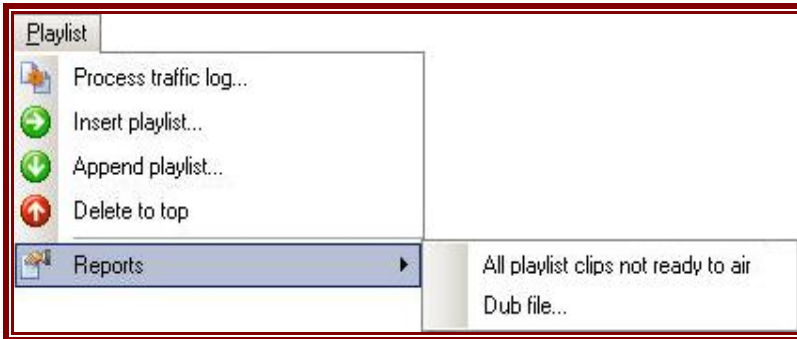 Playlist
Process traffic log...
Insert playlist...
Append playlist...
Delete to top
Reports
All playlist clips not ready to air
Dub file...